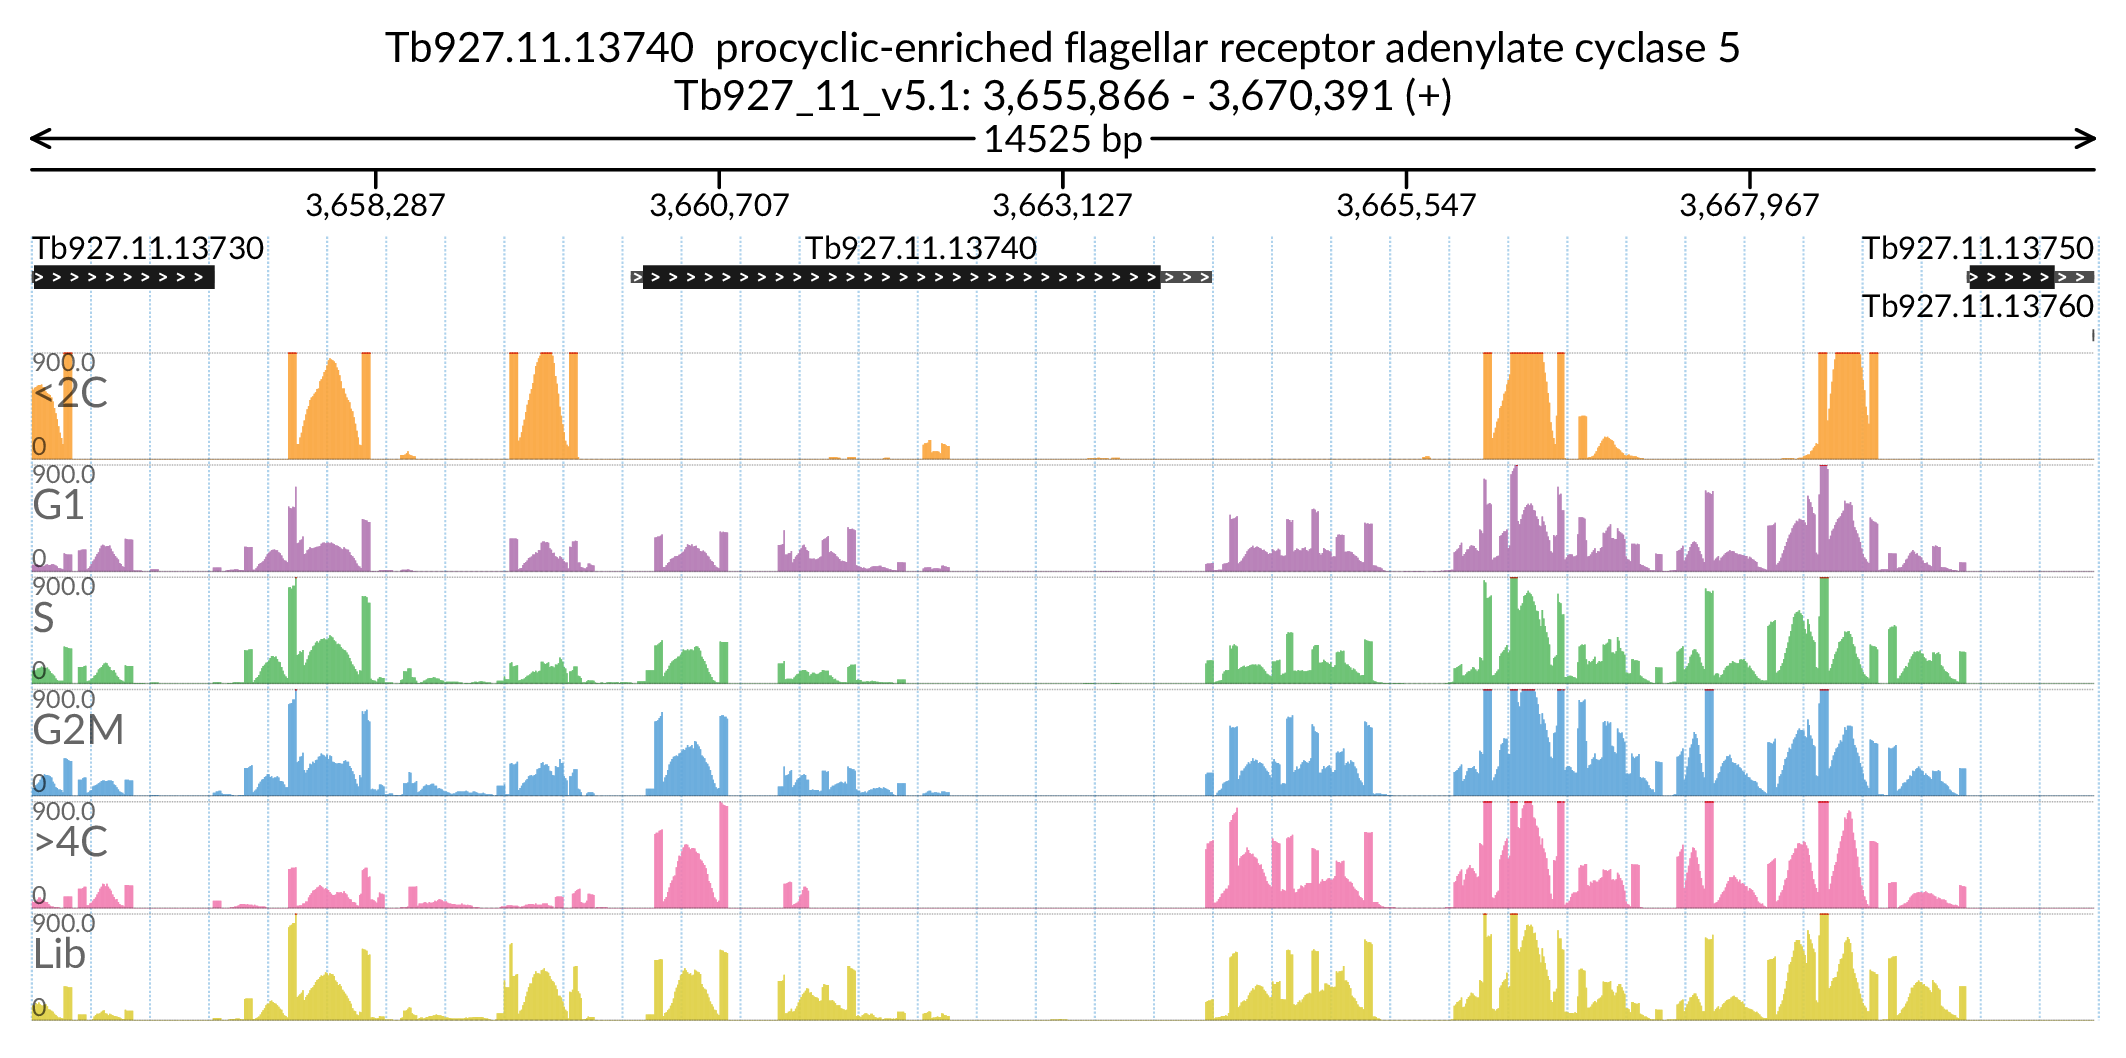 Tb927.11.13740 procyclic-enriched flagellar receptor adenylate cyclase 5
Tb927_11_v5.1: 3,655,866 - 3,670,391 (+)
14525 bp
3,658,287 3,660,707 3,663,127 3,665,547 3,667,967
Tb927.11.13730 Tb927.11.13740 Tb927.11.13750
Tb927.11.13760
900.0
<2C
0
900.0
G1
0
900.0
S
0
900.0
G2M
0
900.0
>4C
0
900.0
Lib
0